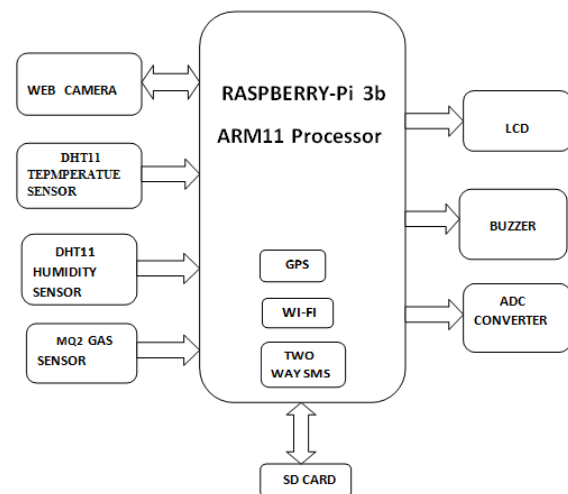 RASPBERRY-Pi 3b
ARM11 Processor
WEB CAMERA
DHT11
TEPMPERATUE
SENSOR
DHT11
HUMIDITY
SENSOR
MQ2 GAS
SENSOR
GPS
WI-FI
TWO
WAY SMS
LCD
BUZZER
ADC
CONVERTER
SD CARD